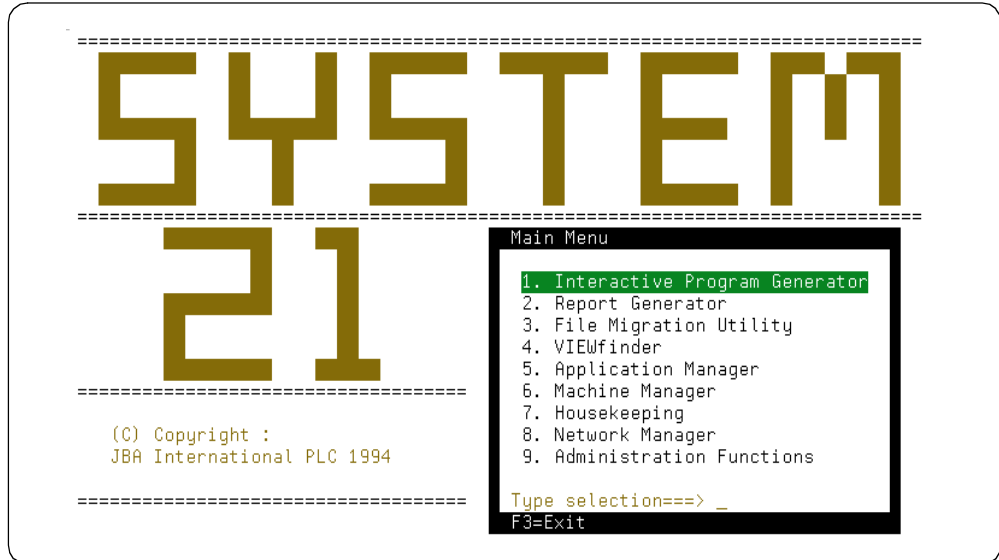 =================================================================================
SYSTEM
=================================================================================
21
====================================
(C) Copyright :
JBA International PLC 1994
====================================
Main Menu
1. Interactive Program Generator
2. Report Generator
3. File Migration Utility
4. VIEWfinder
5. Application Manager
6. Machine Manager
7. Housekeeping
8. Network Manager
9. Administration Functions
Type selection===> _
F3=Exit